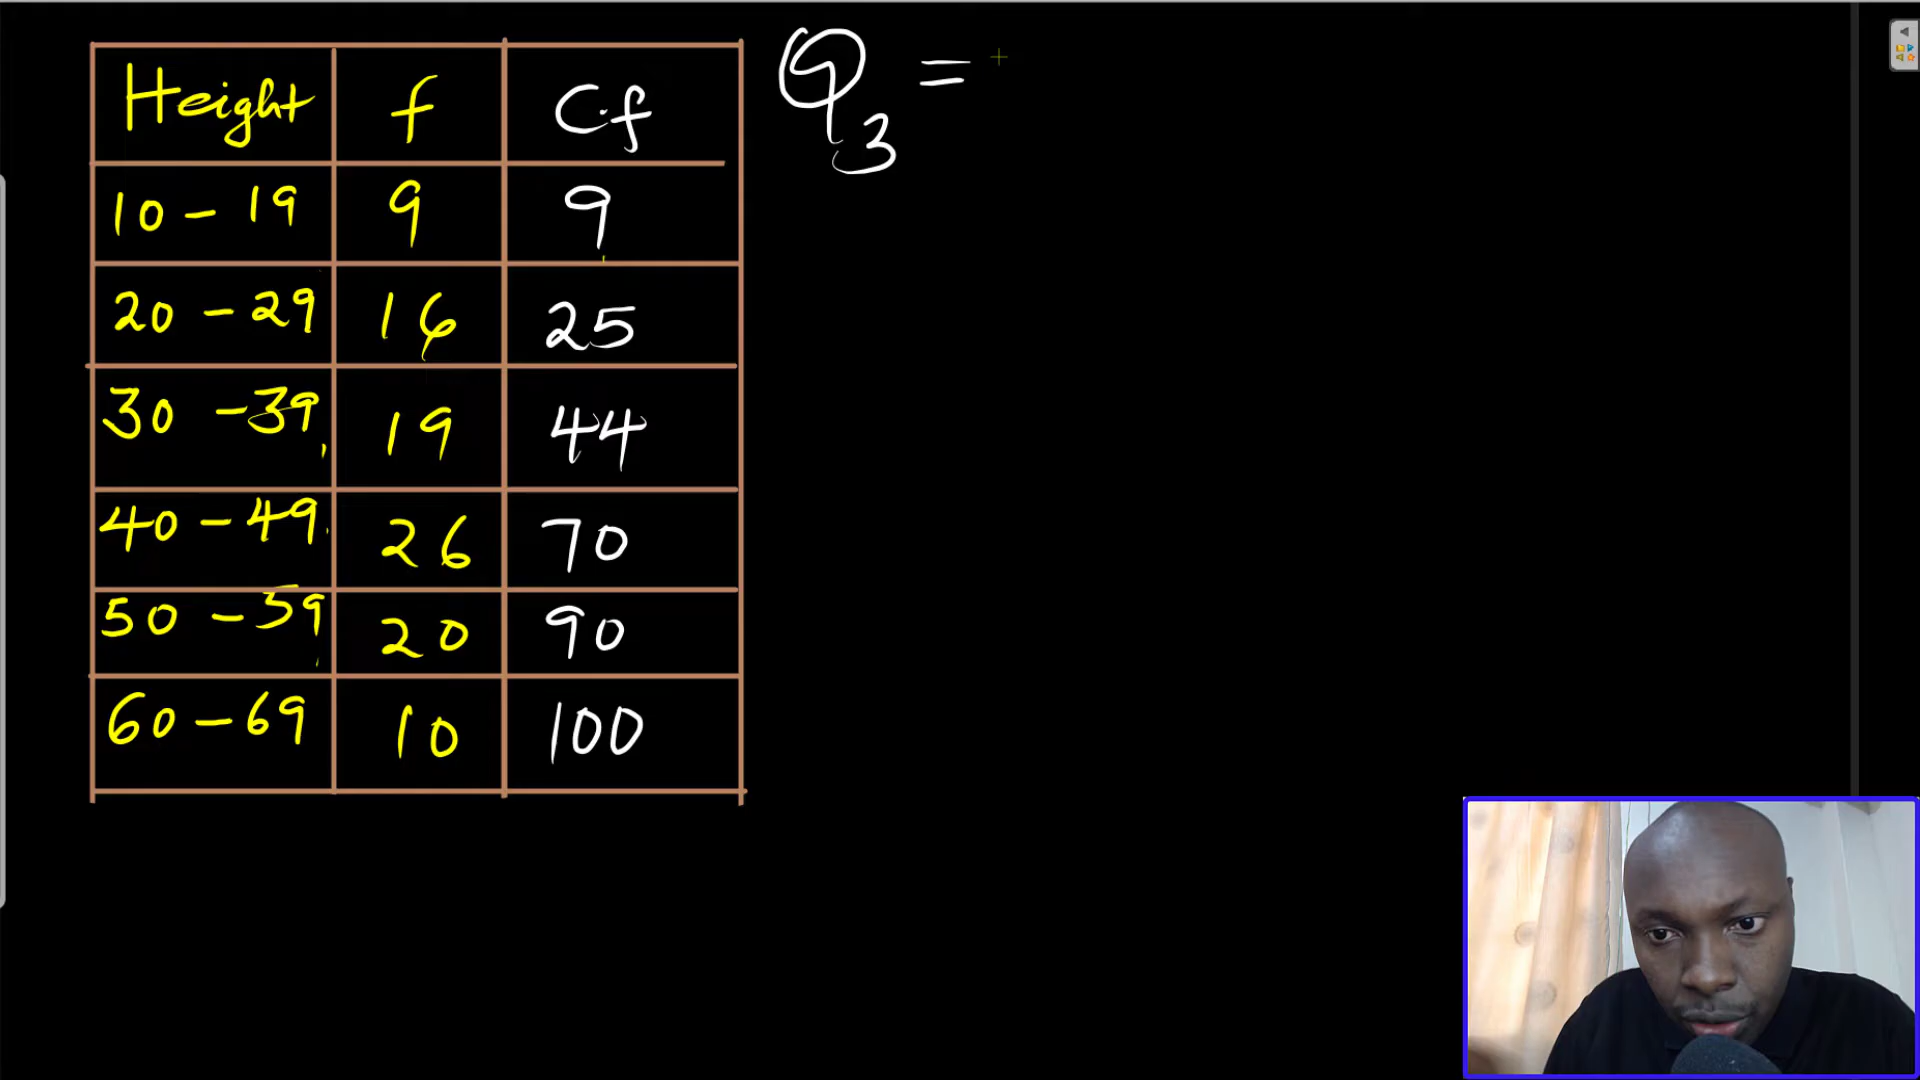 Height f C.f Q3 =
10 - 19 9 9
20 - 29 16 25
30 - 39 19 44
40 - 49 26 70
50 - 59 20 90
60 - 69 10 100